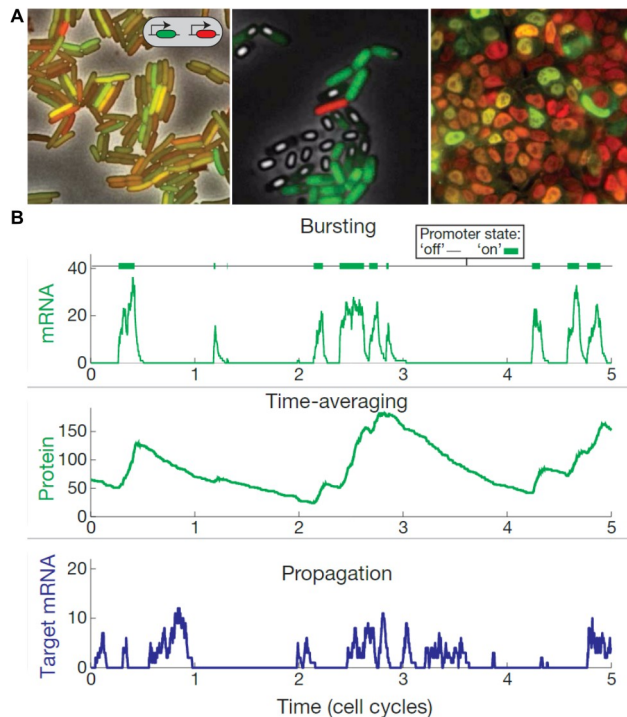 A
B
Bursting
Promoter state:
'off' — 'on'
mRNA
40
20
0
0 1 2 3 4 5
Time-averaging
Protein
150
100
50
0
0 1 2 3 4 5
Propagation
Target mRNA
20
10
0
0 1 2 3 4 5
Time (cell cycles)